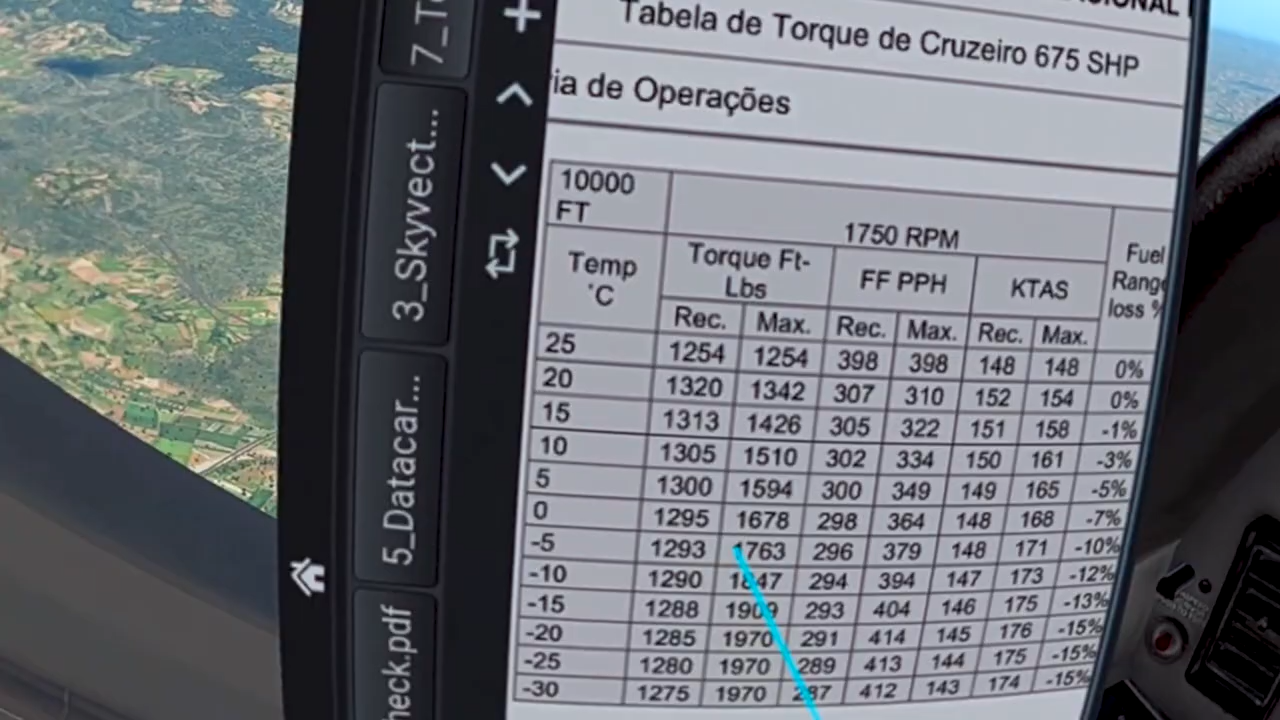 Tabela de Torque de Cruzeiro 675 SHP
ia de Operações
10000 FT
1750 RPM
Temp °C
Torque Ft-Lbs
FF PPH
KTAS
Fuel Range loss %
Rec. Max. Rec. Max. Rec. Max.
25 1254 1254 398 398 148 148 0%
20 1320 1342 307 310 152 154 0%
15 1313 1426 305 322 151 158 -1%
10 1305 1510 302 334 150 161 -3%
5 1300 1594 300 349 149 165 -5%
0 1295 1678 298 364 148 168 -7%
-5 1293 1763 296 379 148 171 -10%
-10 1290 1847 294 394 147 173 -12%
-15 1288 1909 293 404 146 175 -13%
-20 1285 1970 291 414 145 176 -15%
-25 1280 1970 289 413 144 175 -15%
-30 1275 1970 287 412 143 174 -15%
7_T
3_Skyvect...
5_Datacar...
heck.pdf